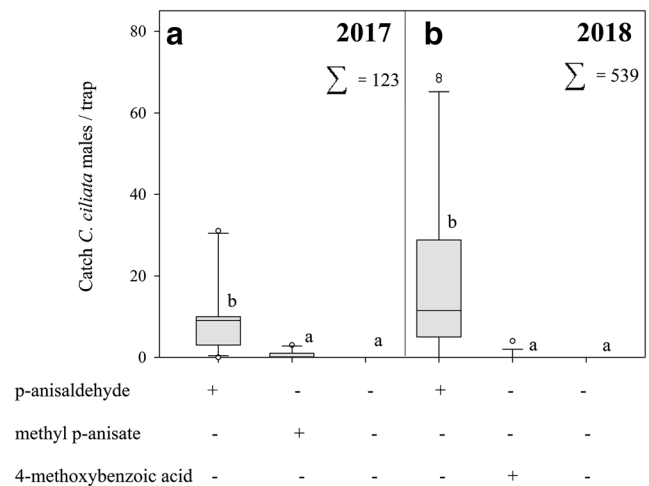 a 2017 b 2018
∑ = 123 ∑ = 539
80
60
40
20
0
Catch C. ciliata males / trap
b a a b a a
p-anisaldehyde + - - + - -
methyl p-anisate - + - - - -
4-methoxybenzoic acid - - - - + -